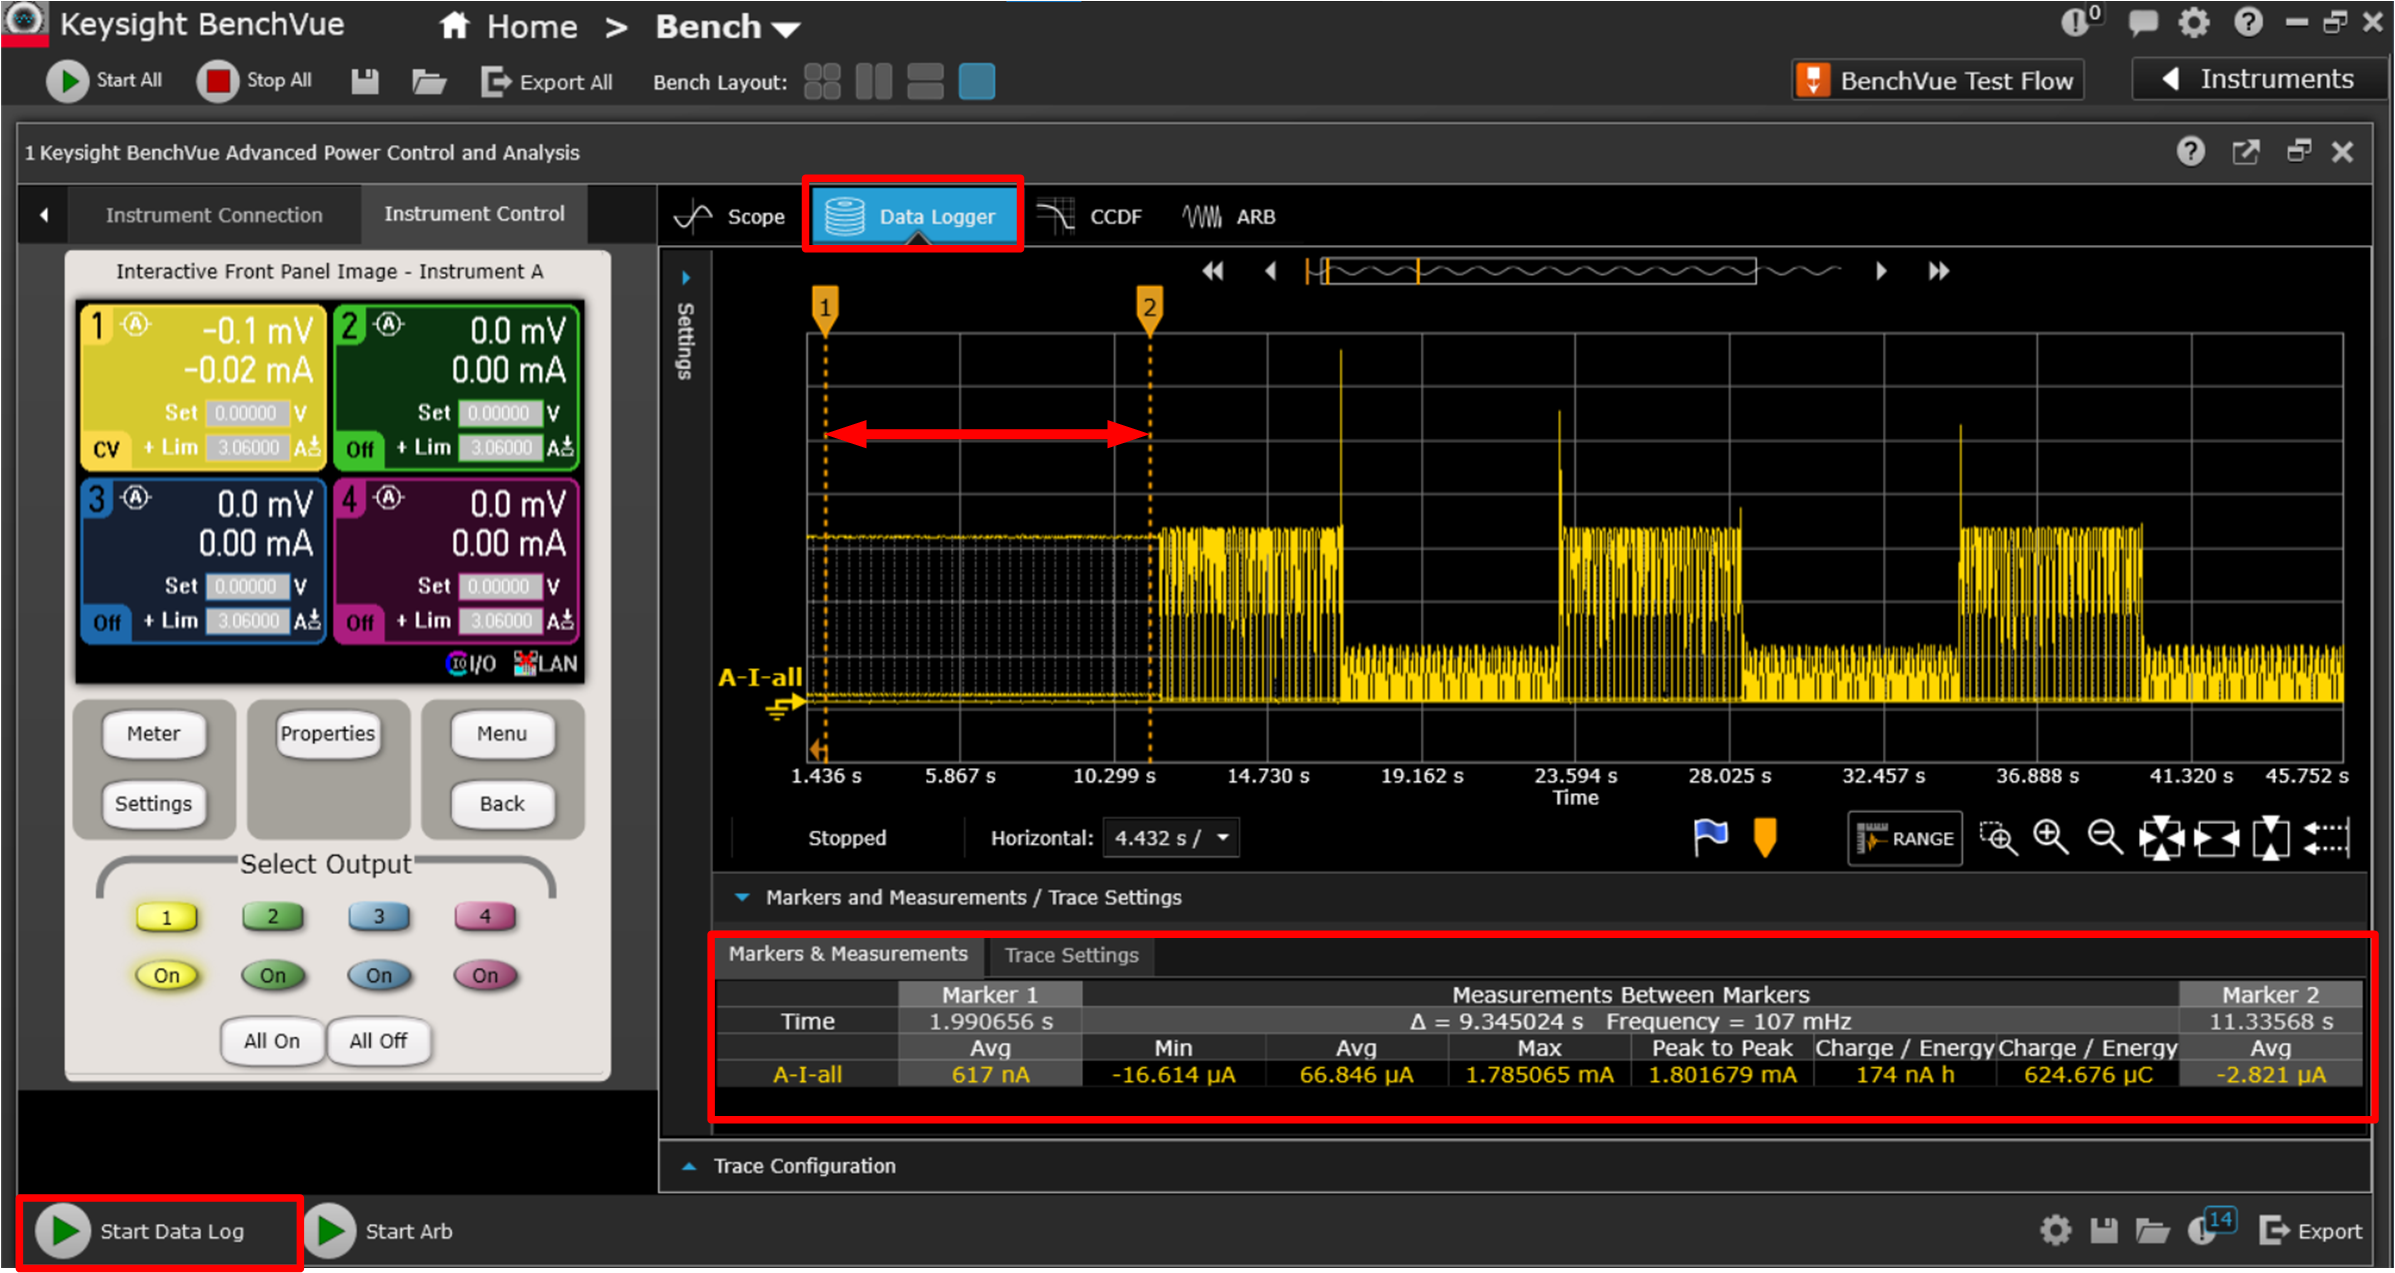 Keysight BenchVue Home > Bench 0
Start All Stop All Export All Bench Layout: BenchVue Test Flow Instruments
1 Keysight BenchVue Advanced Power Control and Analysis
Instrument Connection Instrument Control
Scope Data Logger CCDF ARB
Interactive Front Panel Image - Instrument A
1 A -0.1 mV
-0.02 mA
Set 0.00000 V
CV + Lim 3.06000 A
2 A 0.0 mV
0.00 mA
Set 0.00000 V
Off + Lim 3.06000 A
3 A 0.0 mV
0.00 mA
Set 0.00000 V
Off + Lim 3.06000 A
4 A 0.0 mV
0.00 mA
Set 0.00000 V
Off + Lim 3.06000 A
IO I/O LAN
Meter Properties Menu
Settings Back
Select Output
1 2 3 4
On On On On
All On All Off
Settings
1 2
A-I-all
1.436 s 5.867 s 10.299 s 14.730 s 19.162 s 23.594 s 28.025 s 32.457 s 36.888 s 41.320 s 45.752 s
Time
Stopped Horizontal: 4.432 s / RANGE
Markers and Measurements / Trace Settings
Markers & Measurements Trace Settings
Marker 1 Measurements Between Markers Marker 2
Time 1.990656 s Δ = 9.345024 s Frequency = 107 mHz 11.33568 s
Avg Min Avg Max Peak to Peak Charge / Energy Charge / Energy Avg
A-I-all 617 nA -16.614 µA 66.846 µA 1.785065 mA 1.801679 mA 174 nA h 624.676 µC -2.821 µA
Trace Configuration
Start Data Log Start Arb 14 Export